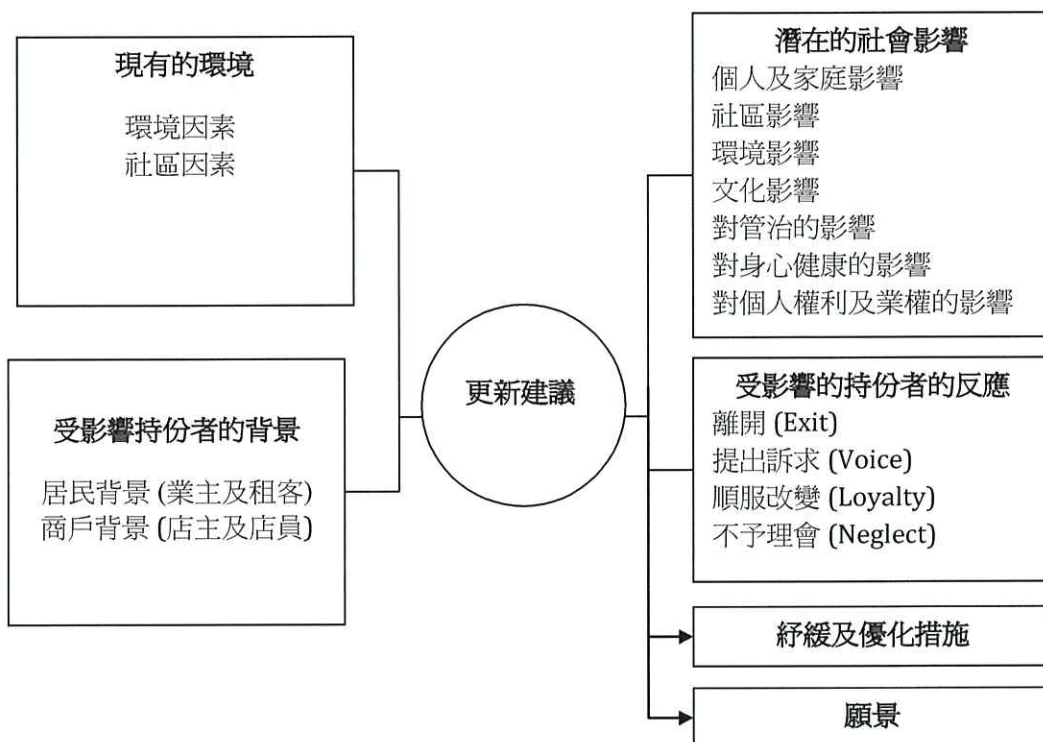 現有的環境
環境因素
社區因素
受影響持份者的背景
居民背景 (業主及租客)
商戶背景 (店主及店員)
更新建議
潛在的社會影響
個人及家庭影響
社區影響
環境影響
文化影響
對管治的影響
對身心健康的影響
對個人權利及業權的影響
受影響的持份者的反應
離開 (Exit)
提出訴求 (Voice)
順服改變 (Loyalty)
不予理會 (Neglect)
紓緩及優化措施
願景